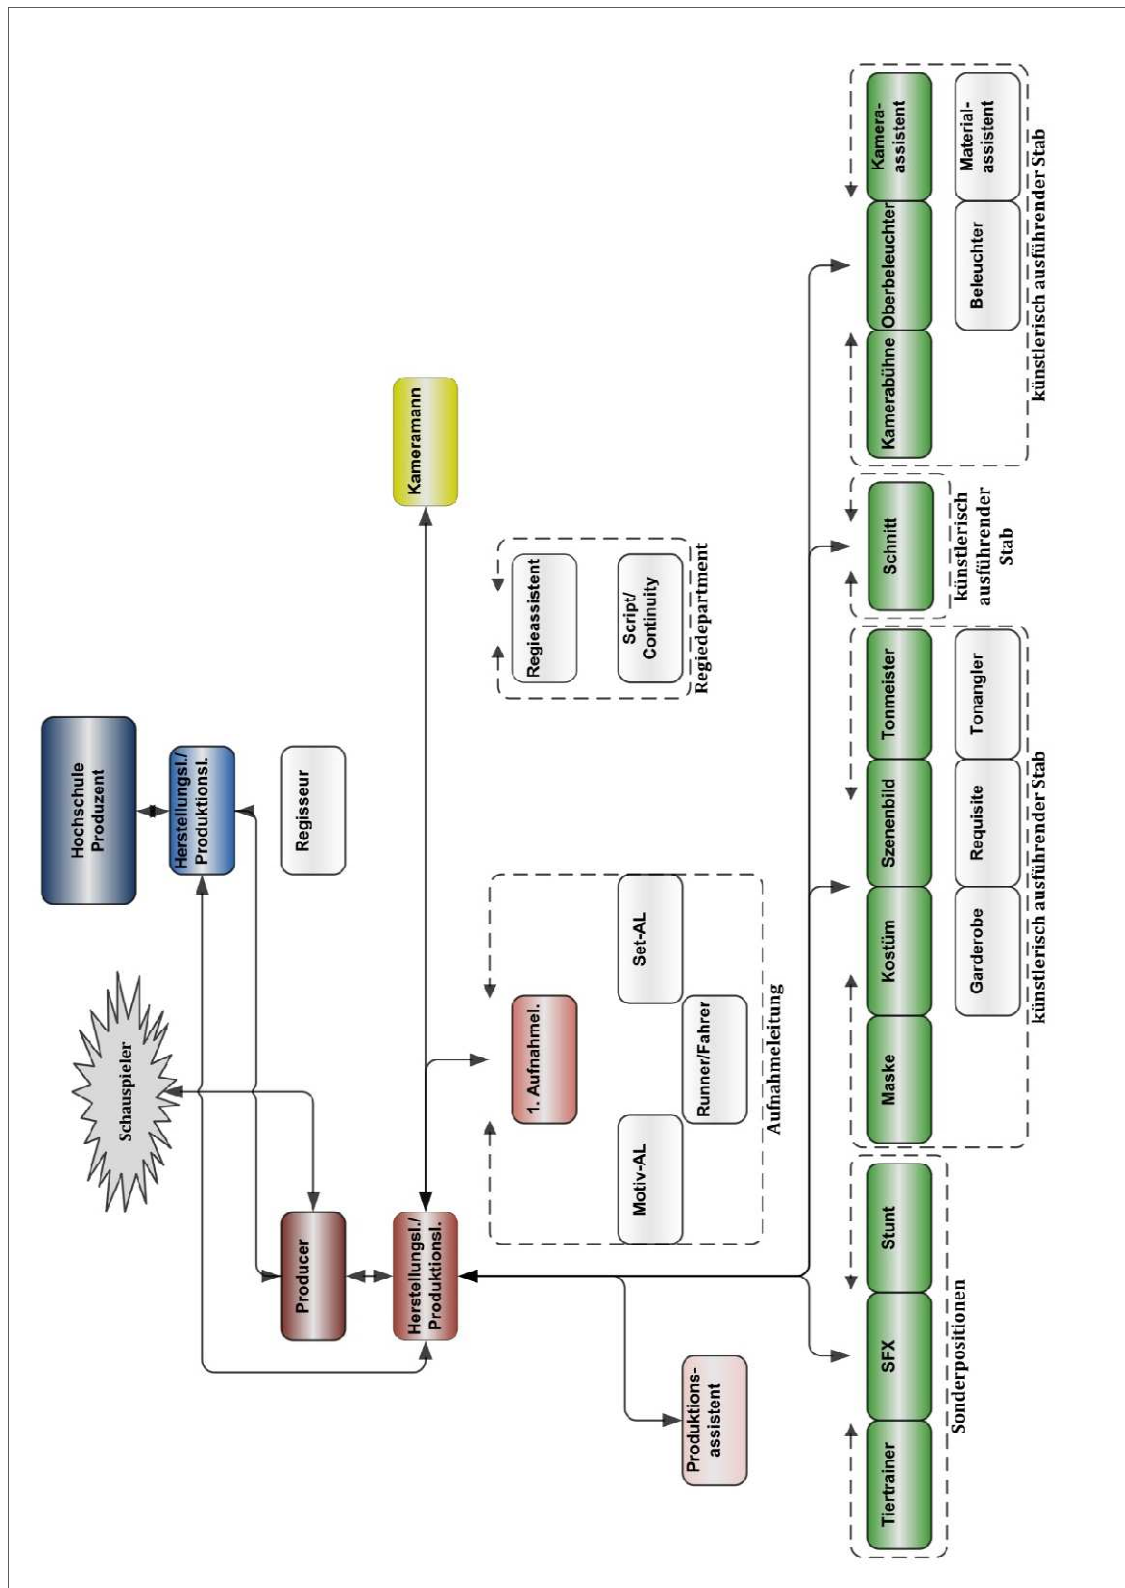 Hochschule
Produzent
Schauspieler
Herstellungsl./
Produktionsl.
Producer
Regisseur
Herstellungsl./
Produktionsl.
Kameramann
1. Aufnahmel.
Regieassistent
Motiv-AL
Set-AL
Script/
Continuity
Regiedepartment
Produktions-
assistent
Runner/Fahrer
Aufnahmeleitung
Tiertrainer
SFX
Stunt
Maske
Kostüm
Szenenbild
Tonmeister
Schnitt
Kamerabühne
Oberbeleuchter
Kamera-
assistent
Sonderpositionen
Garderobe
Requisite
Tonangler
künstlerisch ausführender Stab
künstlerisch
ausführender
Stab
Beleuchter
Material-
assistent
künstlerisch ausführender Stab